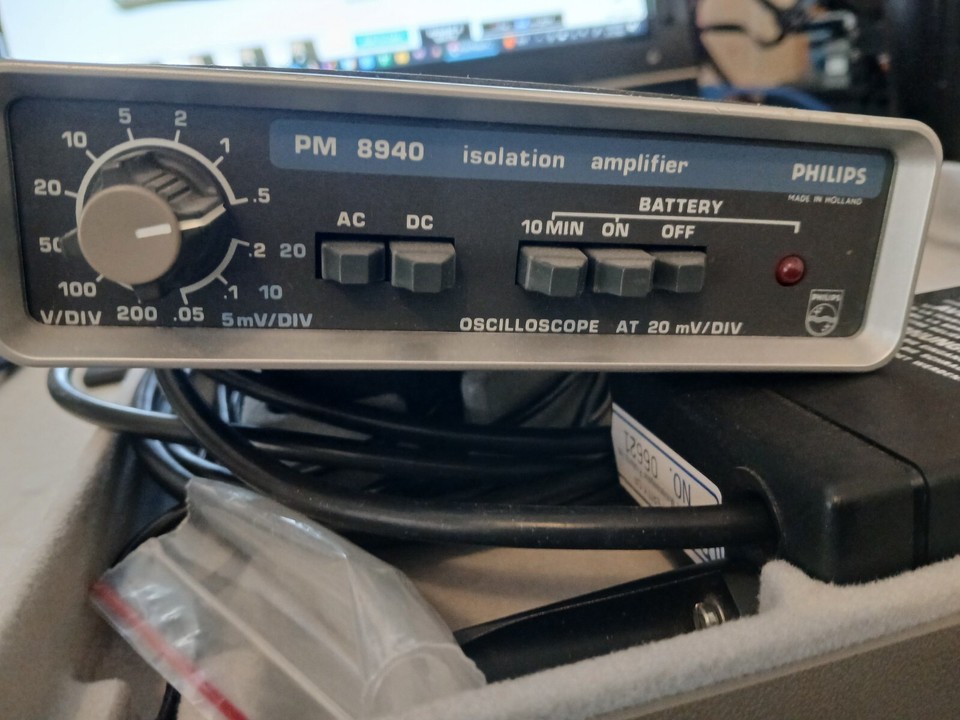 PM 8940 isolation amplifier PHILIPS
MADE IN HOLLAND
5 2
10 1
20 .5
50 .2 20
100 .1 10
V/DIV 200 .05 5mV/DIV
AC DC
BATTERY
10 MIN ON OFF
OSCILLOSCOPE AT 20 mV/DIV
PHILIPS
NO. 06621